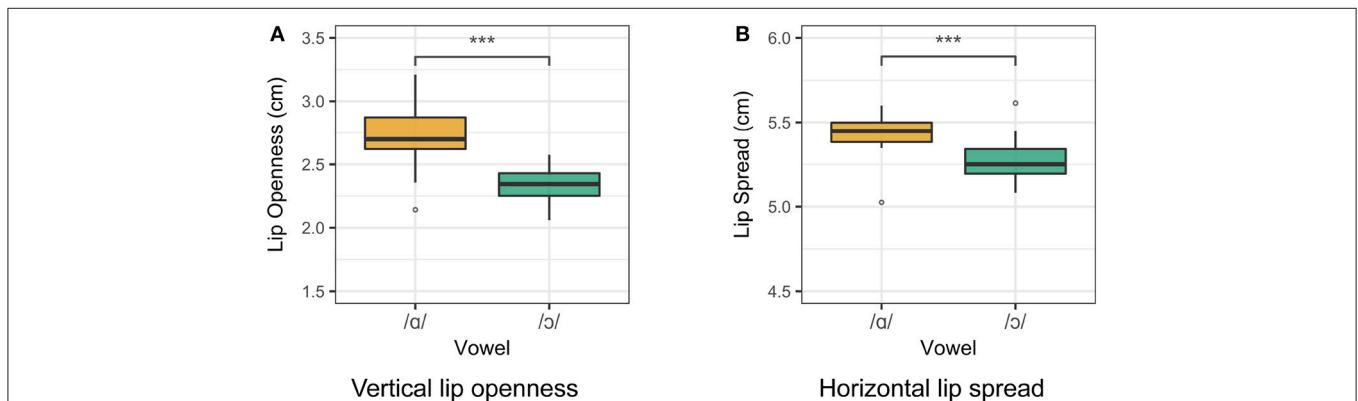 A
3.5
***
3.0
2.5
2.0
1.5
Lip Openness (cm)
/ɑ/ /ɔ/
Vowel
Vertical lip openness
B
6.0
***
5.5
5.0
4.5
Lip Spread (cm)
/ɑ/ /ɔ/
Vowel
Horizontal lip spread